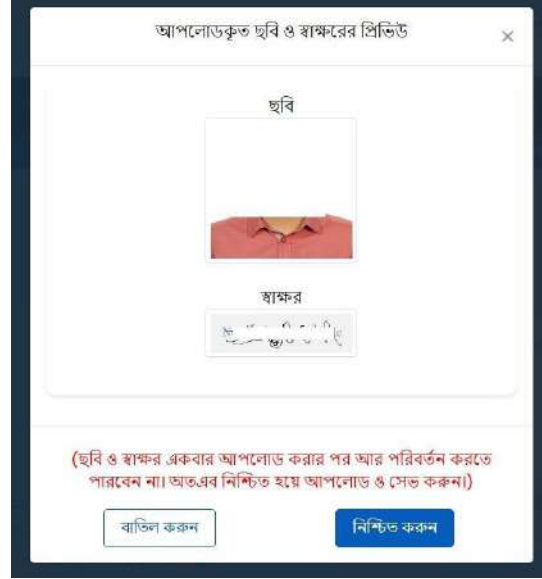 আপলোডকৃত ছবি ও স্বাক্ষরের প্রিভিউ
×
ছবি
স্বাক্ষর
(ছবি ও স্বাক্ষর একবার আপলোড করার পর আর পরিবর্তন করতে
পারবেন না। অতএব নিশ্চিত হয়ে আপলোড ও সেভ করুন।)
বাতিল করুন
নিশ্চিত করুন